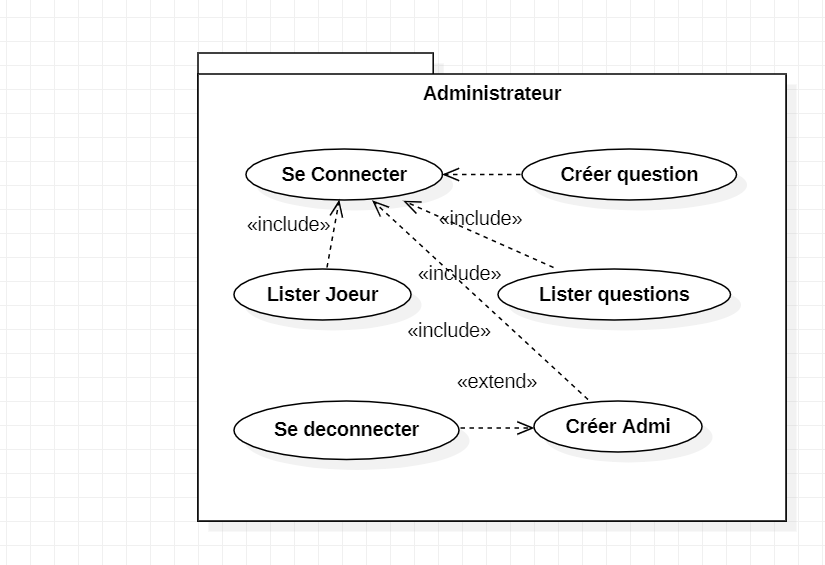 Administrateur
Se Connecter
Créer question
«include»
«include»
«include»
Lister Joeur
Lister questions
«include»
«extend»
Se deconnecter
Créer Admi